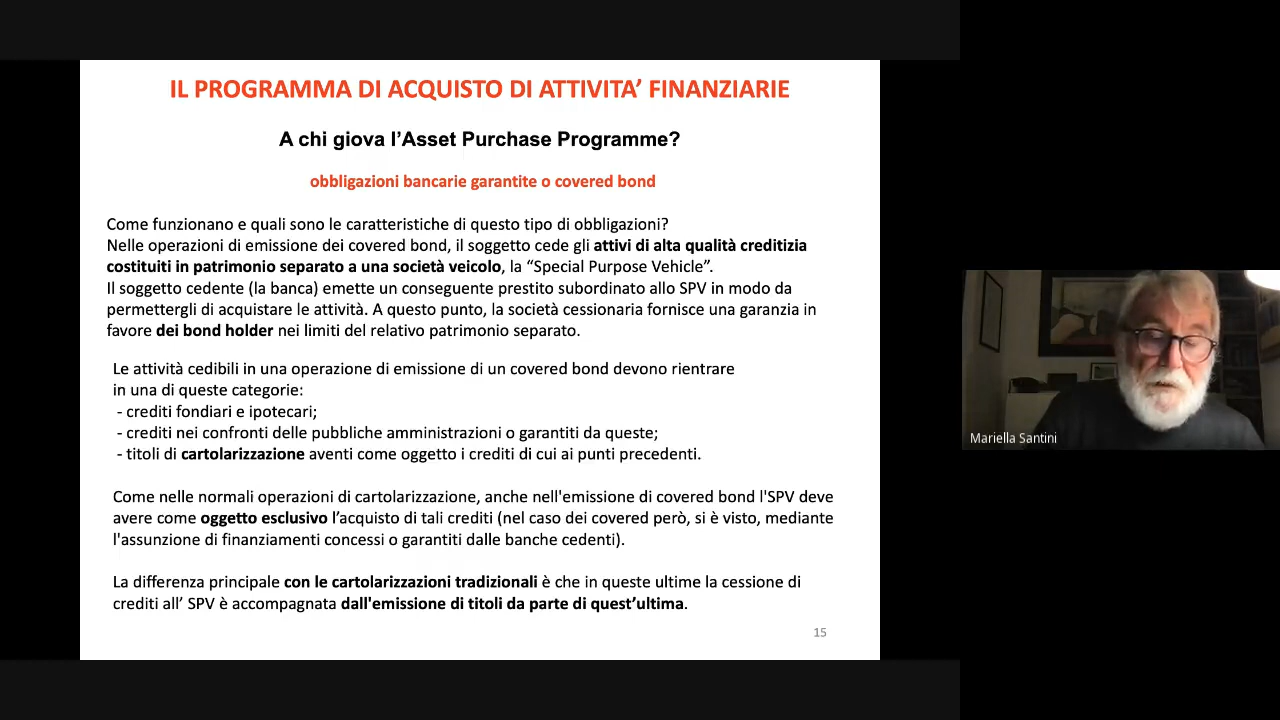 IL PROGRAMMA DI ACQUISTO DI ATTIVITA’ FINANZIARIE
A chi giova l’Asset Purchase Programme?
obbligazioni bancarie garantite o covered bond
Come funzionano e quali sono le caratteristiche di questo tipo di obbligazioni?
Nelle operazioni di emissione dei covered bond, il soggetto cede gli attivi di alta qualità creditizia
costituiti in patrimonio separato a una società veicolo, la “Special Purpose Vehicle”.
Il soggetto cedente (la banca) emette un conseguente prestito subordinato allo SPV in modo da
permettergli di acquistare le attività. A questo punto, la società cessionaria fornisce una garanzia in
favore dei bond holder nei limiti del relativo patrimonio separato.
Le attività cedibili in una operazione di emissione di un covered bond devono rientrare
in una di queste categorie:
- crediti fondiari e ipotecari;
- crediti nei confronti delle pubbliche amministrazioni o garantiti da queste;
- titoli di cartolarizzazione aventi come oggetto i crediti di cui ai punti precedenti.
Come nelle normali operazioni di cartolarizzazione, anche nell'emissione di covered bond l'SPV deve
avere come oggetto esclusivo l’acquisto di tali crediti (nel caso dei covered però, si è visto, mediante
l'assunzione di finanziamenti concessi o garantiti dalle banche cedenti).
La differenza principale con le cartolarizzazioni tradizionali è che in queste ultime la cessione di
crediti all’ SPV è accompagnata dall'emissione di titoli da parte di quest’ultima.
15
Mariella Santini